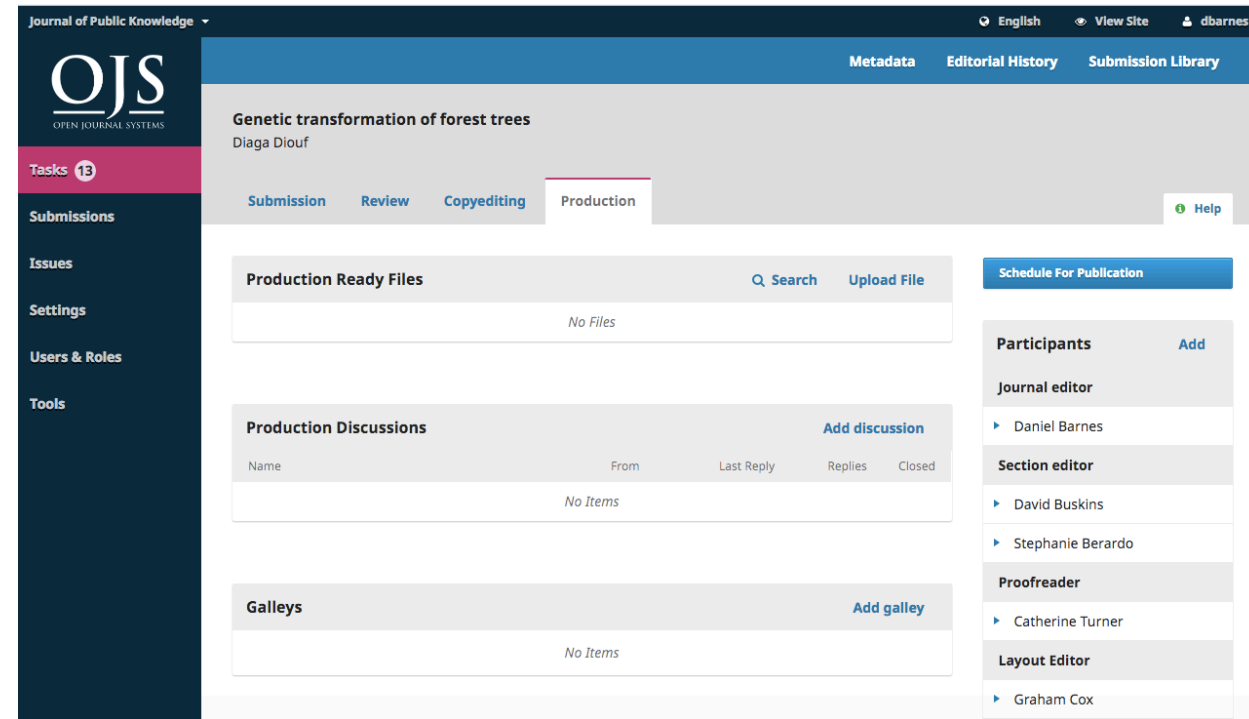 Journal of Public Knowledge
English View Site dbarnes
OJS
OPEN JOURNAL SYSTEMS
Metadata Editorial History Submission Library
Genetic transformation of forest trees
Diaga Diouf
Tasks 13
Submissions
Issues
Settings
Users & Roles
Tools
Submission Review Copyediting Production
Help
Production Ready Files Search Upload File
No Files
Production Discussions Add discussion
Name From Last Reply Replies Closed
No Items
Galleys Add galley
No Items
Schedule For Publication
Participants Add
Journal editor
Daniel Barnes
Section editor
David Buskins
Stephanie Berardo
Proofreader
Catherine Turner
Layout Editor
Graham Cox